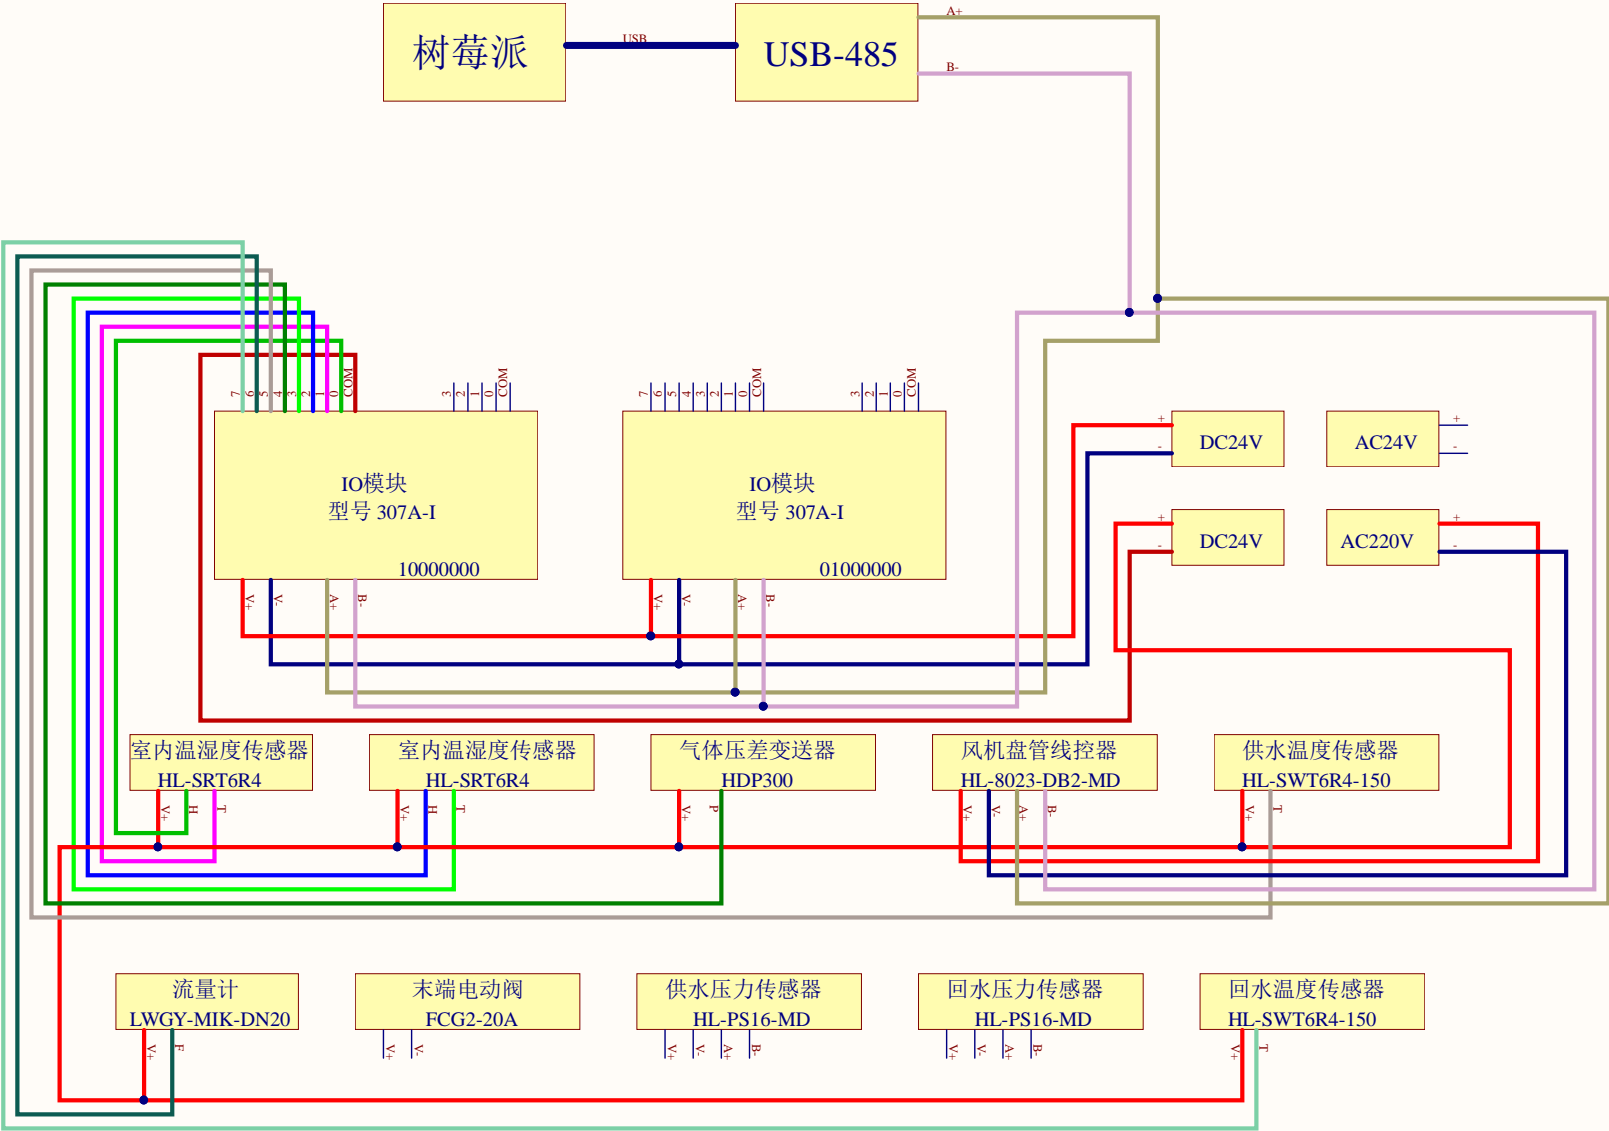 树莓派
USB
USB-485
A+
B-
7
6
5
4
3
2
1
0
COM
3
2
1
0
COM
7
6
5
4
3
2
1
0
COM
3
2
1
0
COM
IO模块
型号 307A-I
10000000
V+
V-
A+
B-
IO模块
型号 307A-I
01000000
V+
V-
A+
B-
+
-
DC24V
AC24V
+
-
+
-
DC24V
AC220V
+
-
室内温湿度传感器
HL-SRT6R4
V+
H
T
室内温湿度传感器
HL-SRT6R4
V+
H
T
气体压差变送器
HDP300
V+
P
风机盘管线控器
HL-8023-DB2-MD
V+
V-
A+
B-
供水温度传感器
HL-SWT6R4-150
V+
T
流量计
LWGY-MIK-DN20
V+
F
末端电动阀
FCG2-20A
V+
V-
供水压力传感器
HL-PS16-MD
V+
V-
A+
B-
回水压力传感器
HL-PS16-MD
V+
V-
A+
B-
回水温度传感器
HL-SWT6R4-150
V+
T